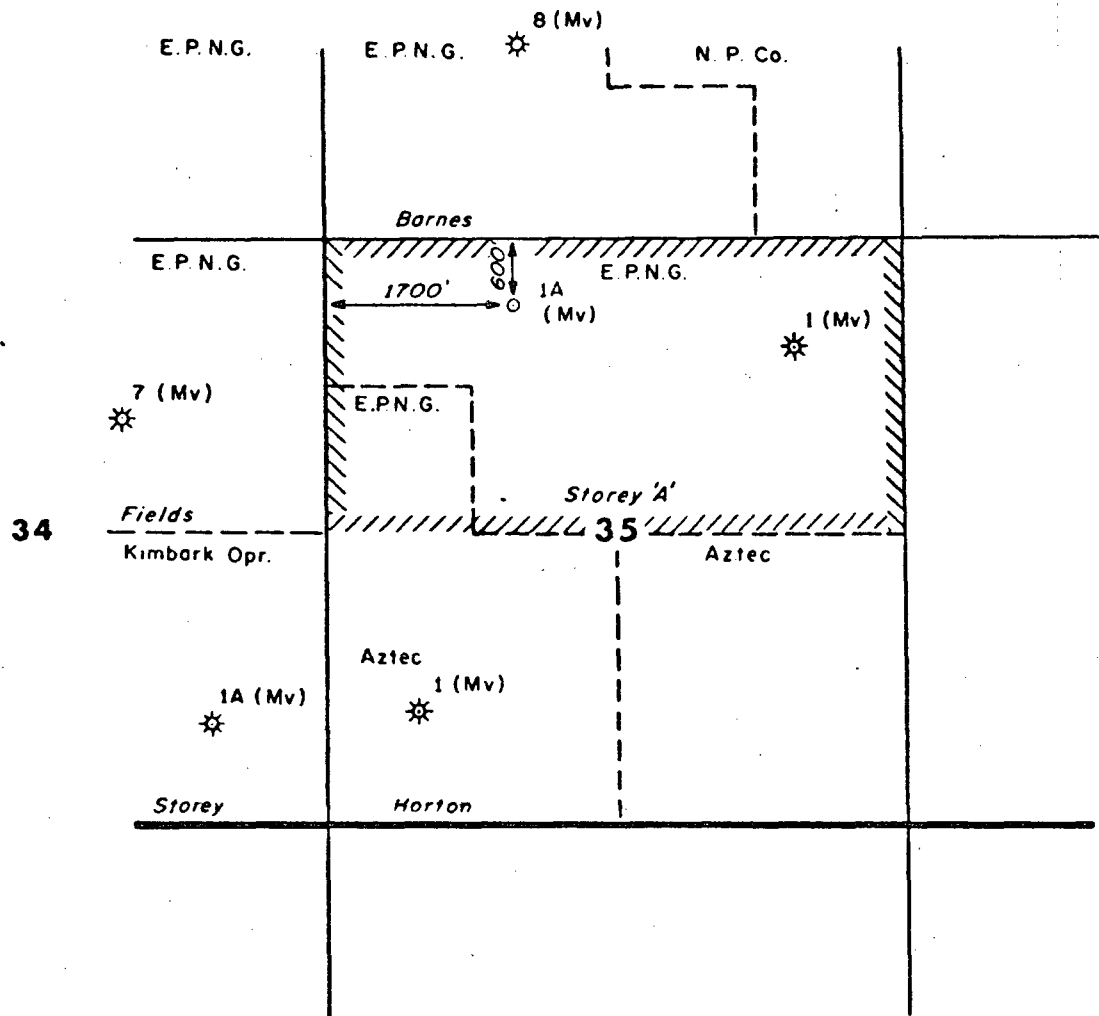 8 (Mv)
E. P. N. G.
E. P. N. G.
N. P. Co.
Barnes
E. P. N. G.
E. P. N. G.
600'
1700'
1A
(Mv)
1 (Mv)
7 (Mv)
E.P.N.G.
Storey 'A'
Fields
34
35
Kimbark Opr.
Aztec
Aztec
1A (Mv)
1 (Mv)
Storey
Horton